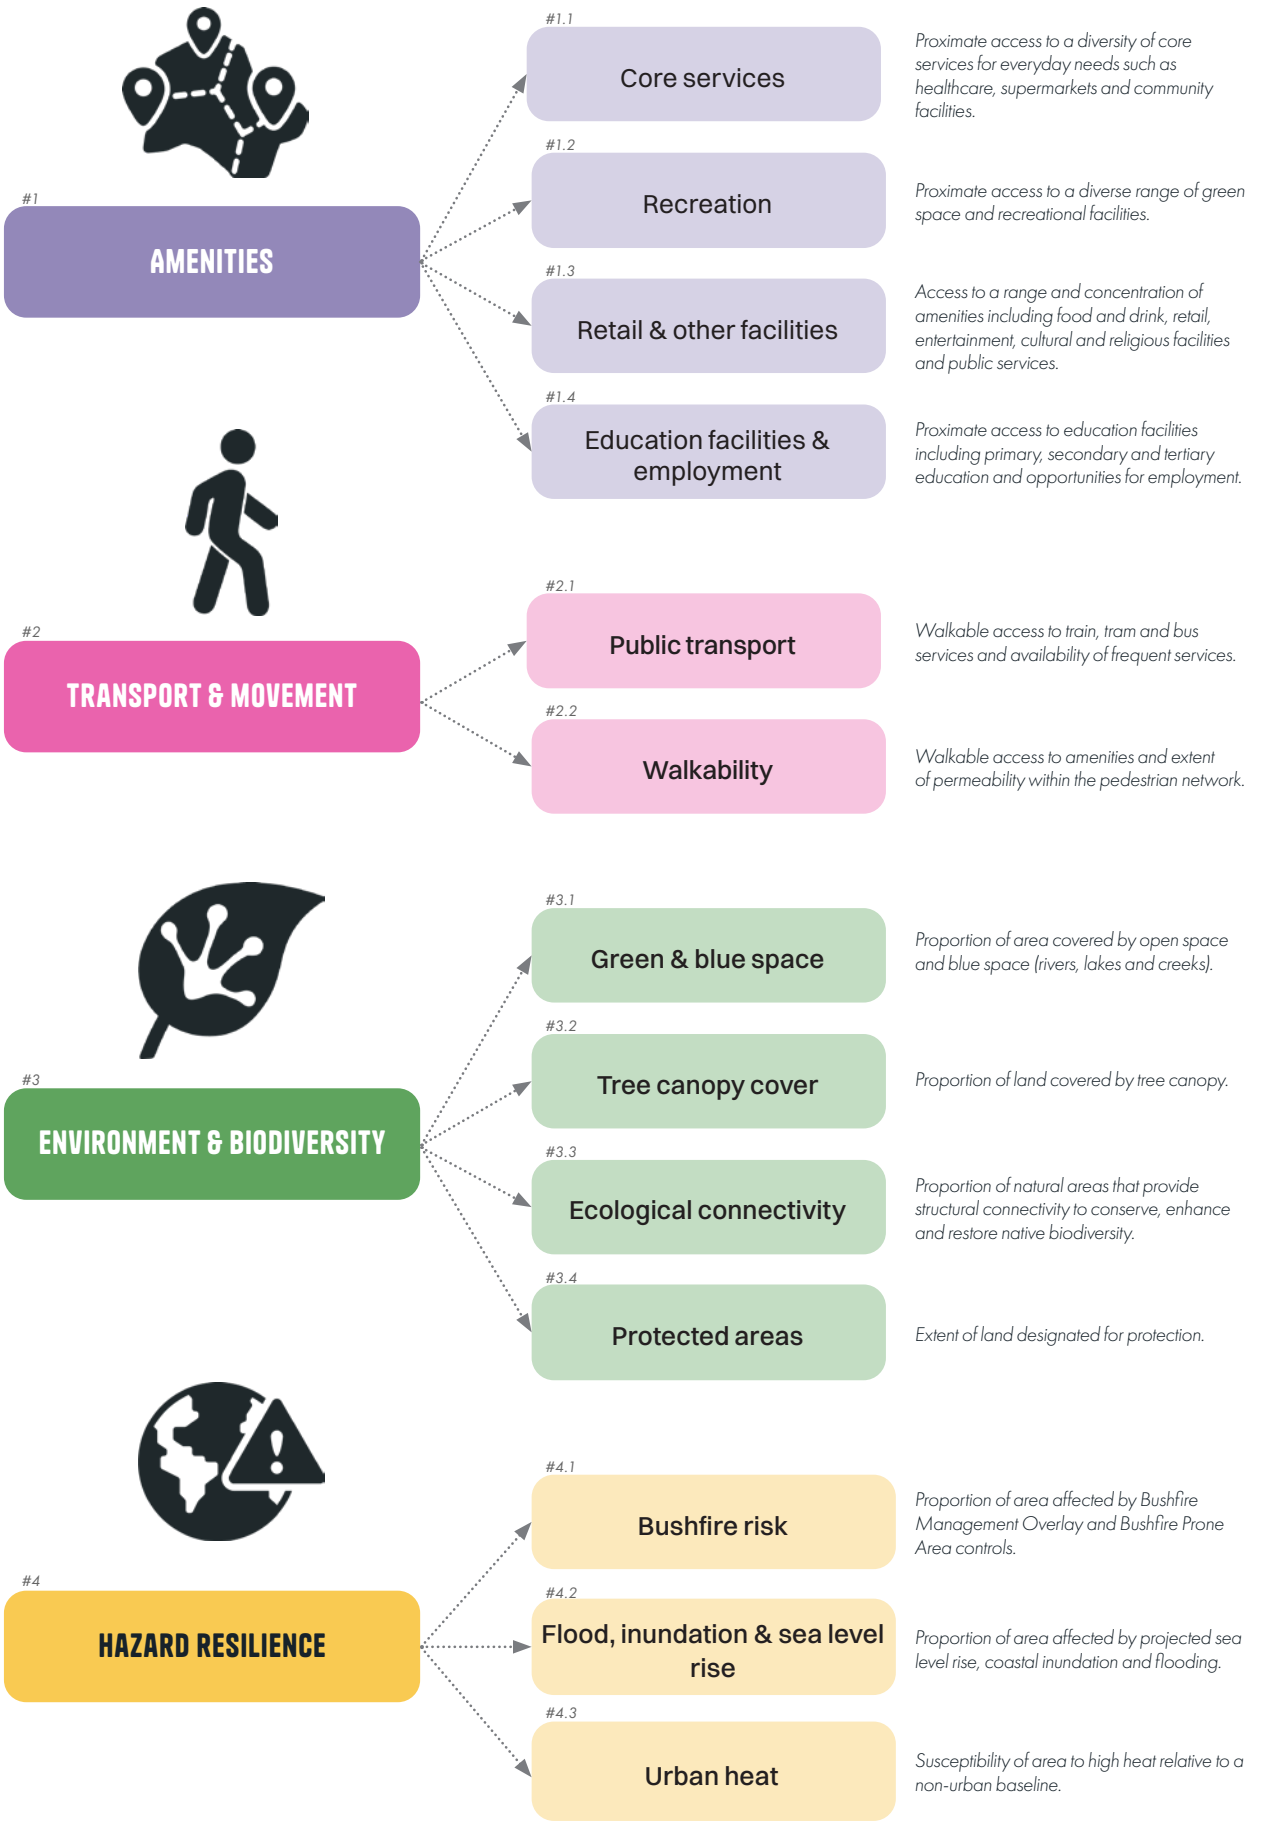 #1
AMENITIES
#1.1
Core services
Proximate access to a diversity of core
services for everyday needs such as
healthcare, supermarkets and community
facilities.
#1.2
Recreation
Proximate access to a diverse range of green
space and recreational facilities.
#1.3
Retail & other facilities
Access to a range and concentration of
amenities including food and drink, retail,
entertainment, cultural and religious facilities
and public services.
#1.4
Education facilities &
employment
Proximate access to education facilities
including primary, secondary and tertiary
education and opportunities for employment.
#2
TRANSPORT & MOVEMENT
#2.1
Public transport
Walkable access to train, tram and bus
services and availability of frequent services.
#2.2
Walkability
Walkable access to amenities and extent
of permeability within the pedestrian network.
#3
ENVIRONMENT & BIODIVERSITY
#3.1
Green & blue space
Proportion of area covered by open space
and blue space (rivers, lakes and creeks).
#3.2
Tree canopy cover
Proportion of land covered by tree canopy.
#3.3
Ecological connectivity
Proportion of natural areas that provide
structural connectivity to conserve, enhance
and restore native biodiversity.
#3.4
Protected areas
Extent of land designated for protection.
#4
HAZARD RESILIENCE
#4.1
Bushfire risk
Proportion of area affected by Bushfire
Management Overlay and Bushfire Prone
Area controls.
#4.2
Flood, inundation & sea level
rise
Proportion of area affected by projected sea
level rise, coastal inundation and flooding.
#4.3
Urban heat
Susceptibility of area to high heat relative to a
non-urban baseline.